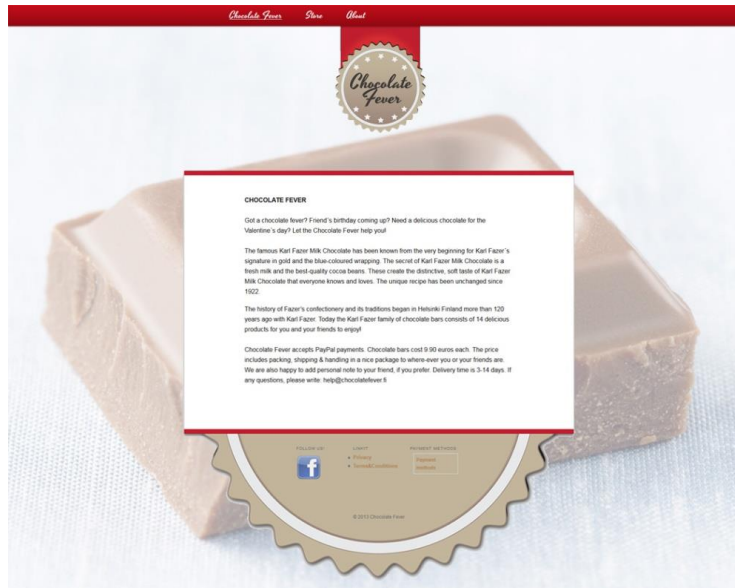 Chocolate Fever Store About
Chocolate
Fever
CHOCOLATE FEVER
Got a chocolate fever? Friend´s birthday coming up? Need a delicious chocolate for the
Valentine´s day? Let the Chocolate Fever help you!
The famous Karl Fazer Milk Chocolate has been known from the very beginning for Karl Fazer´s
signature in gold and the blue-coloured wrapping. The secret of Karl Fazer Milk Chocolate is a
fresh milk and the best-quality cocoa beans. These create the distinctive, soft taste of Karl Fazer
Milk Chocolate that everyone knows and loves. The unique recipe has been unchanged since
1922.
The history of Fazer's confectionery and its traditions began in Helsinki Finland more than 120
years ago with Karl Fazer. Today the Karl Fazer family of chocolate bars consists of 14 delicious
products for you and your friends to enjoy!
Chocolate Fever accepts PayPal payments. Chocolate bars cost 9.90 euros each. The price
includes packing, shipping & handling in a nice package to where-ever you or your friends are.
We are also happy to add personal note to your friend, if you prefer. Delivery time is 3-14 days. If
any questions, please write: help@chocolatefever.fi
FOLLOW US PAYMENT METHODS
f
Privacy
Terms&Conditions
Payment
methods
© 2013 Chocolate Fever